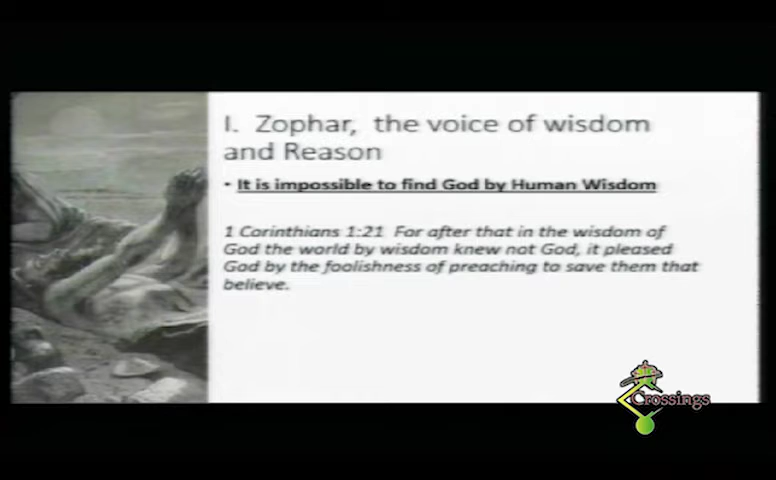 I. Zophar, the voice of wisdom
and Reason
• It is impossible to find God by Human Wisdom
1 Corinthians 1:21 For after that in the wisdom of
God the world by wisdom knew not God, it pleased
God by the foolishness of preaching to save them that
believe.
Crossings